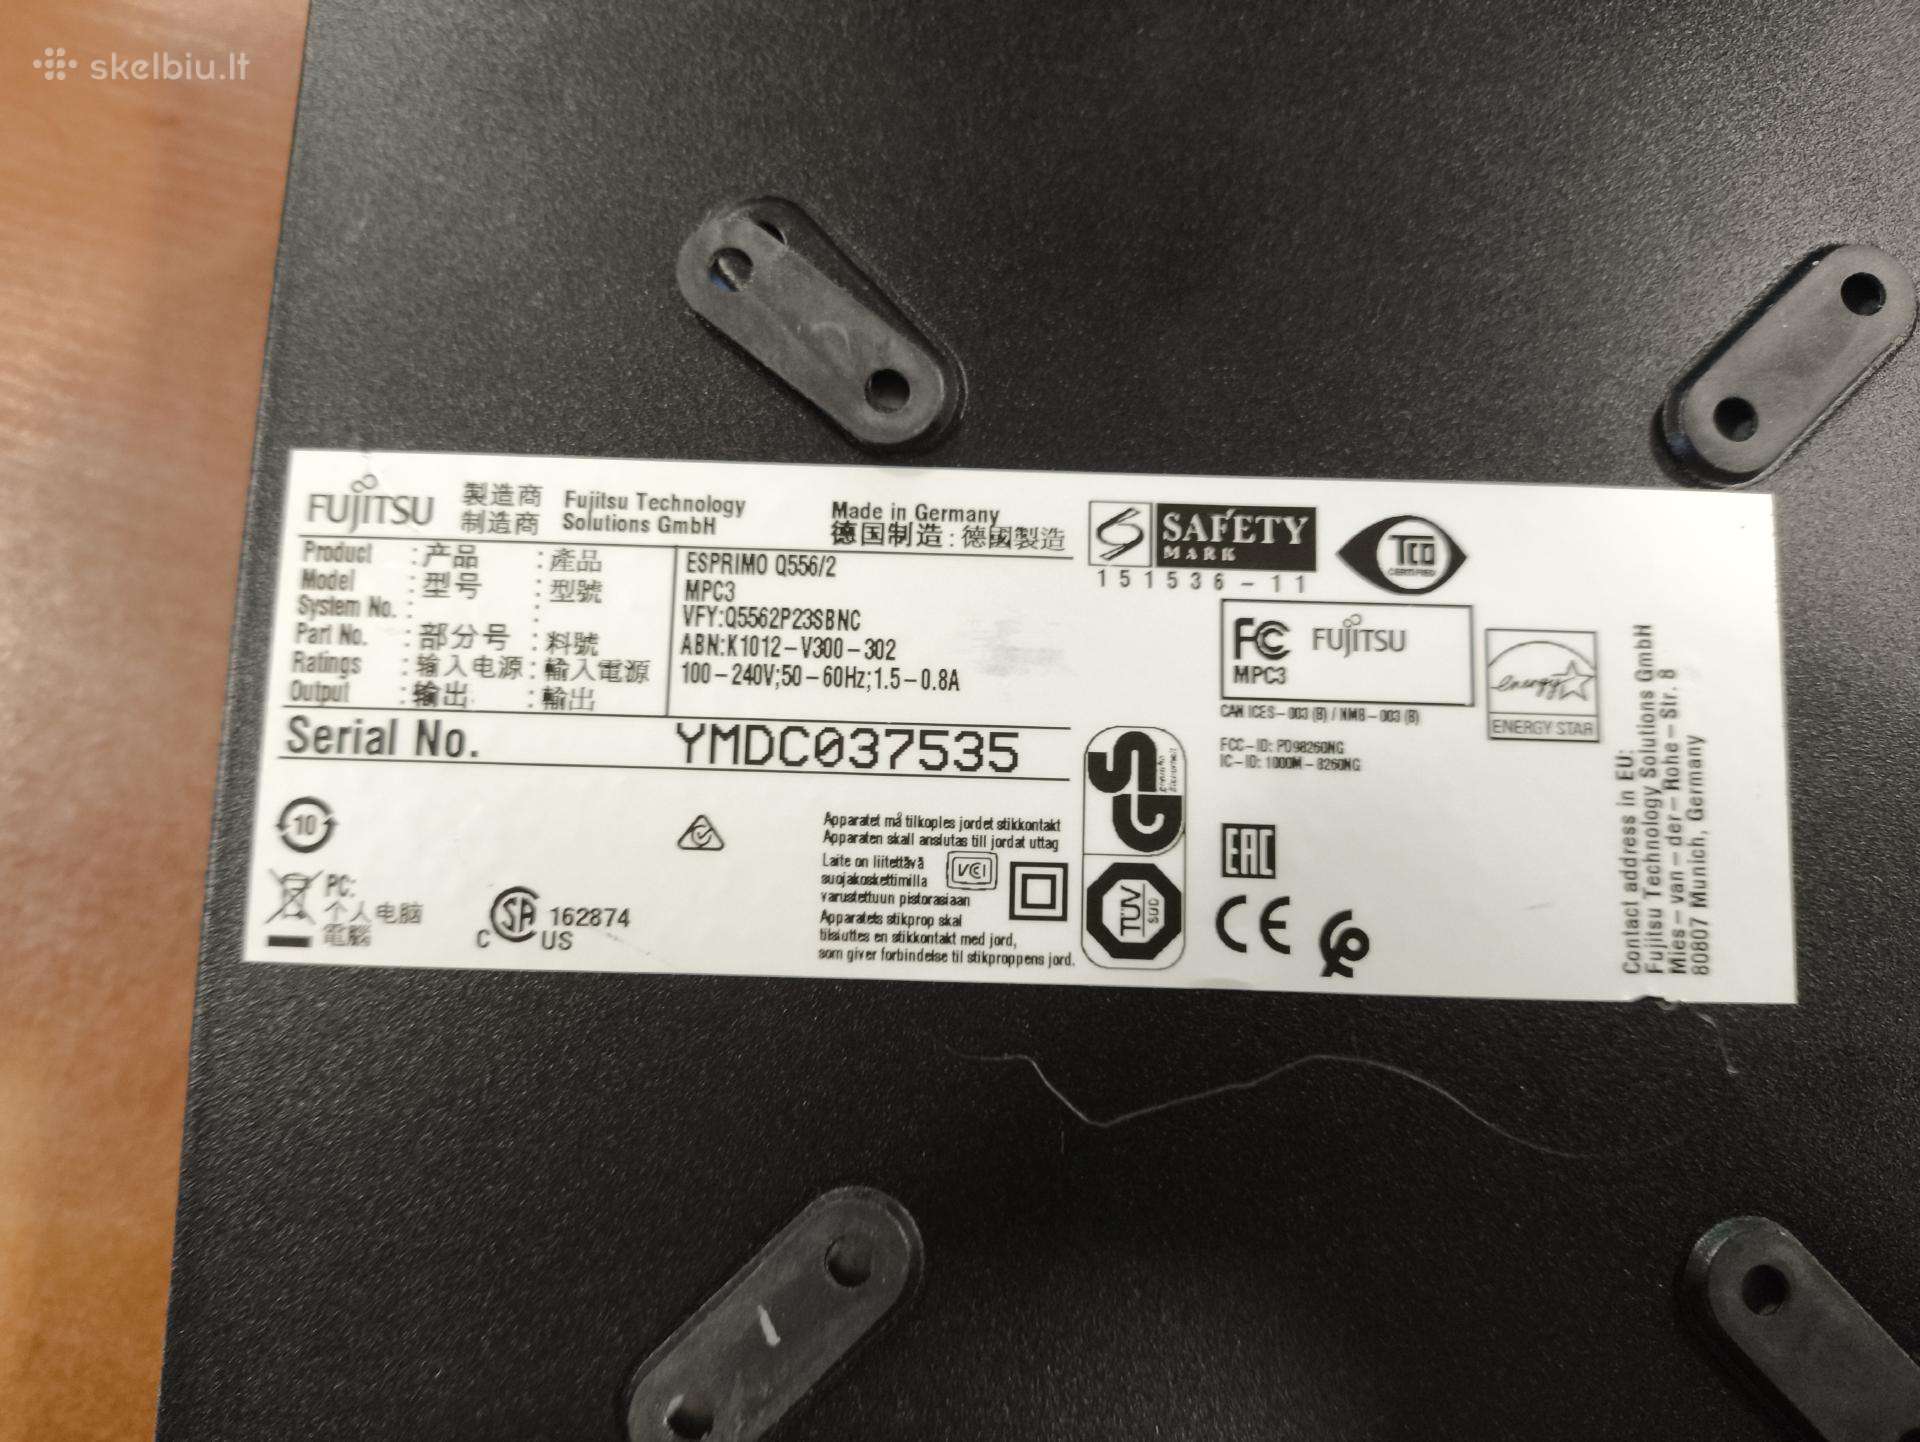 skelbiu.lt
FUJITSU 製造商 Fujitsu Technology
制造商 Solutions GmbH
Made in Germany
德国制造:德國製造
Product :产品 :產品 ESPRIMO Q556/2
Model :型号 :型號 MPC3
System No. : : VFY:Q5562P23SBNC
Part No. :部分号 :料號 ABN:K1012-V300-302
Ratings :输入电源:輸入電源 100-240V;50-60Hz;1.5-0.8A
Output :输出 :輸出
Serial No. YMDC037535
SAFETY
MARK
151536-11
TCO
CERTIFIED
FC FUJITSU
MPC3
CAN ICES-003 (B) / NMB-003 (B)
FCC-ID: PD98260NG
IC-ID: 1000M-8260NG
energy
ENERGY STAR
Contact address in EU:
Fujitsu Technology Solutions GmbH
Mies-van-der-Rohe-Str. 8
80807 Munich, Germany
10
PC:
个人电脑
電腦
C SA US 162874
Apparatet må tilkoples jordet stikkontakt
Apparaten skall anslutas till jordat uttag
Laite on liitettävä
suojakoskettimilla
varustettuun pistorasiaan
Apparatets stikprop skal
tilsluttes en stikkontakt med jord,
som giver forbindelse til stikproppens jord.
VCI
GS
TÜV
SÜD
EAC
CE